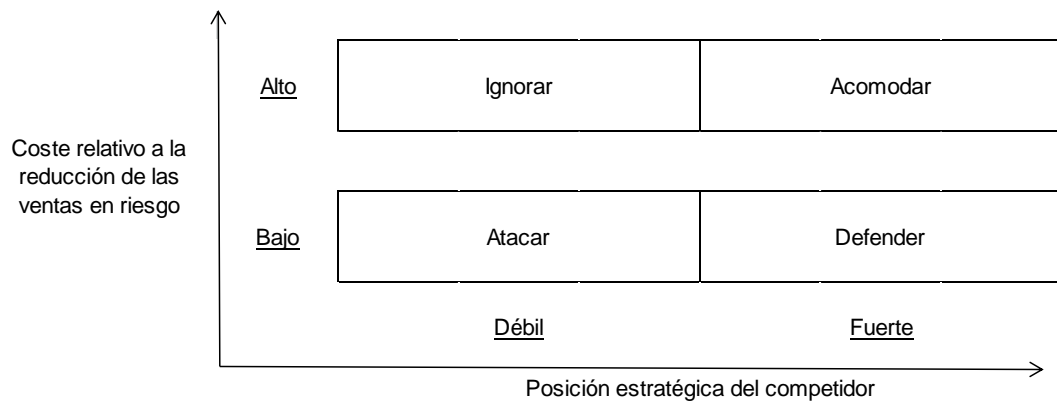 Alto
Ignorar
Acomodar
Coste relativo a la
reducción de las
ventas en riesgo
Bajo
Atacar
Defender
Débil
Fuerte
Posición estratégica del competidor